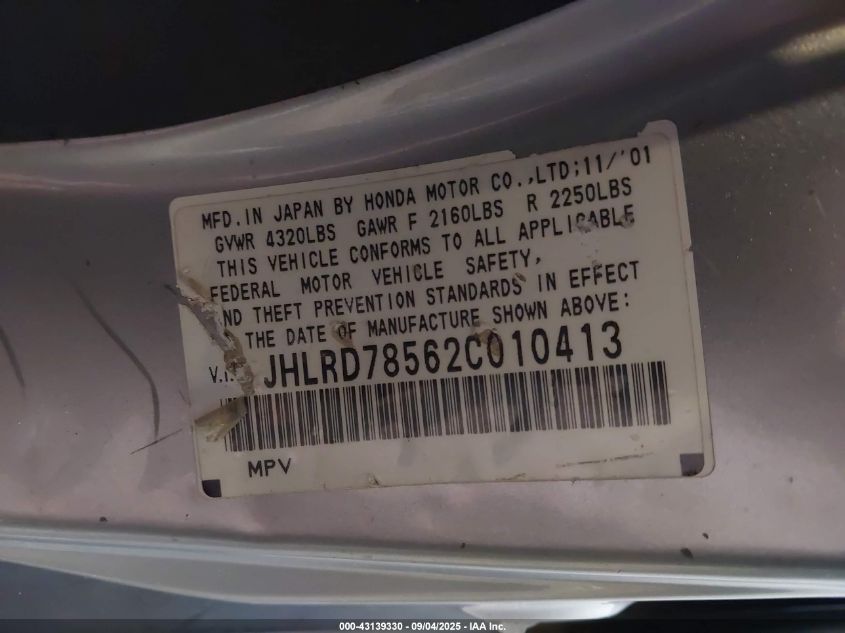 MFD.IN JAPAN BY HONDA MOTOR CO.,LTD;11/'01
GVWR 4320LBS GAWR F 2160LBS R 2250LBS
THIS VEHICLE CONFORMS TO ALL APPLICABLE
FEDERAL MOTOR VEHICLE SAFETY,
AND THEFT PREVENTION STANDARDS IN EFFECT
THE DATE OF MANUFACTURE SHOWN ABOVE:
V.I. JHLRD78562C010413
MPV
000-43139330 - 09/04/2025 - IAA Inc.